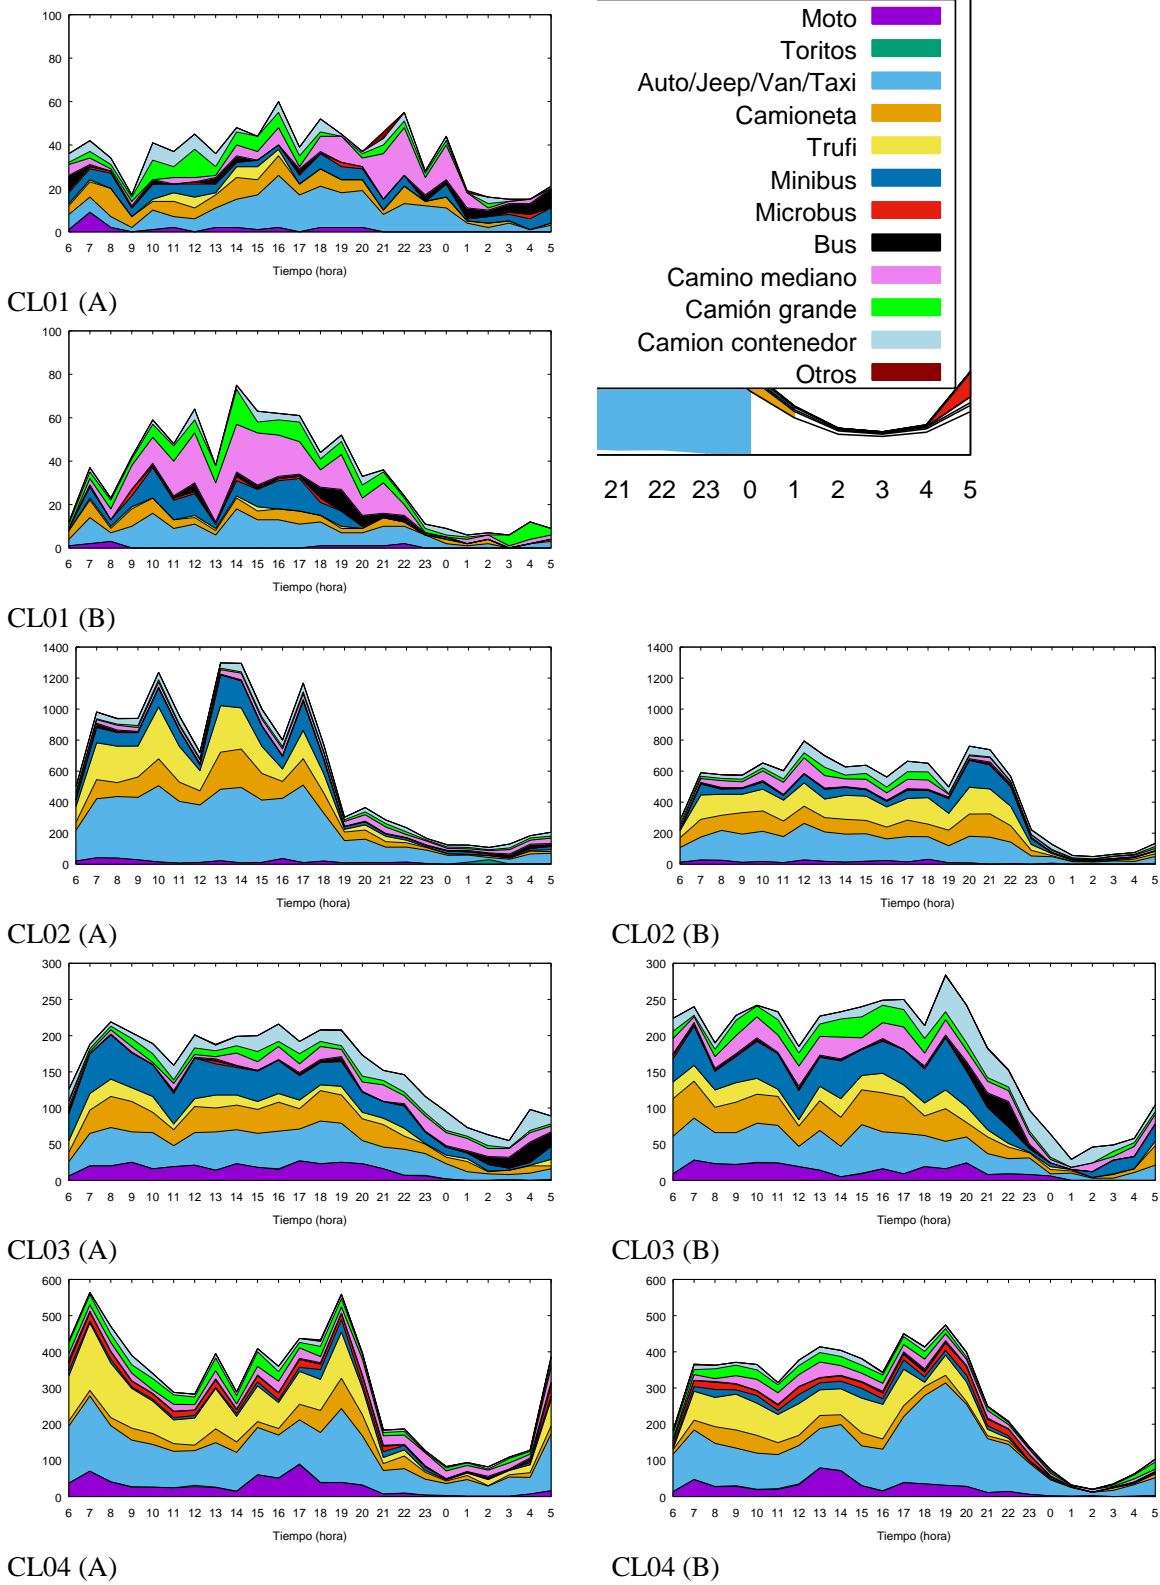 100
80
60
40
20
0
6 7 8 9 10 11 12 13 14 15 16 17 18 19 20 21 22 23 0 1 2 3 4 5
Tiempo (hora)
CL01 (A)
Moto
Toritos
Auto/Jeep/Van/Taxi
Camioneta
Trufi
Minibus
Microbus
Bus
Camino mediano
Camión grande
Camion contenedor
Otros
21 22 23 0 1 2 3 4 5
100
80
60
40
20
0
6 7 8 9 10 11 12 13 14 15 16 17 18 19 20 21 22 23 0 1 2 3 4 5
Tiempo (hora)
CL01 (B)
1400
1200
1000
800
600
400
200
0
6 7 8 9 10 11 12 13 14 15 16 17 18 19 20 21 22 23 0 1 2 3 4 5
Tiempo (hora)
CL02 (A)
1400
1200
1000
800
600
400
200
0
6 7 8 9 10 11 12 13 14 15 16 17 18 19 20 21 22 23 0 1 2 3 4 5
Tiempo (hora)
CL02 (B)
300
250
200
150
100
50
0
6 7 8 9 10 11 12 13 14 15 16 17 18 19 20 21 22 23 0 1 2 3 4 5
Tiempo (hora)
CL03 (A)
300
250
200
150
100
50
0
6 7 8 9 10 11 12 13 14 15 16 17 18 19 20 21 22 23 0 1 2 3 4 5
Tiempo (hora)
CL03 (B)
600
500
400
300
200
100
0
6 7 8 9 10 11 12 13 14 15 16 17 18 19 20 21 22 23 0 1 2 3 4 5
Tiempo (hora)
CL04 (A)
600
500
400
300
200
100
0
6 7 8 9 10 11 12 13 14 15 16 17 18 19 20 21 22 23 0 1 2 3 4 5
Tiempo (hora)
CL04 (B)